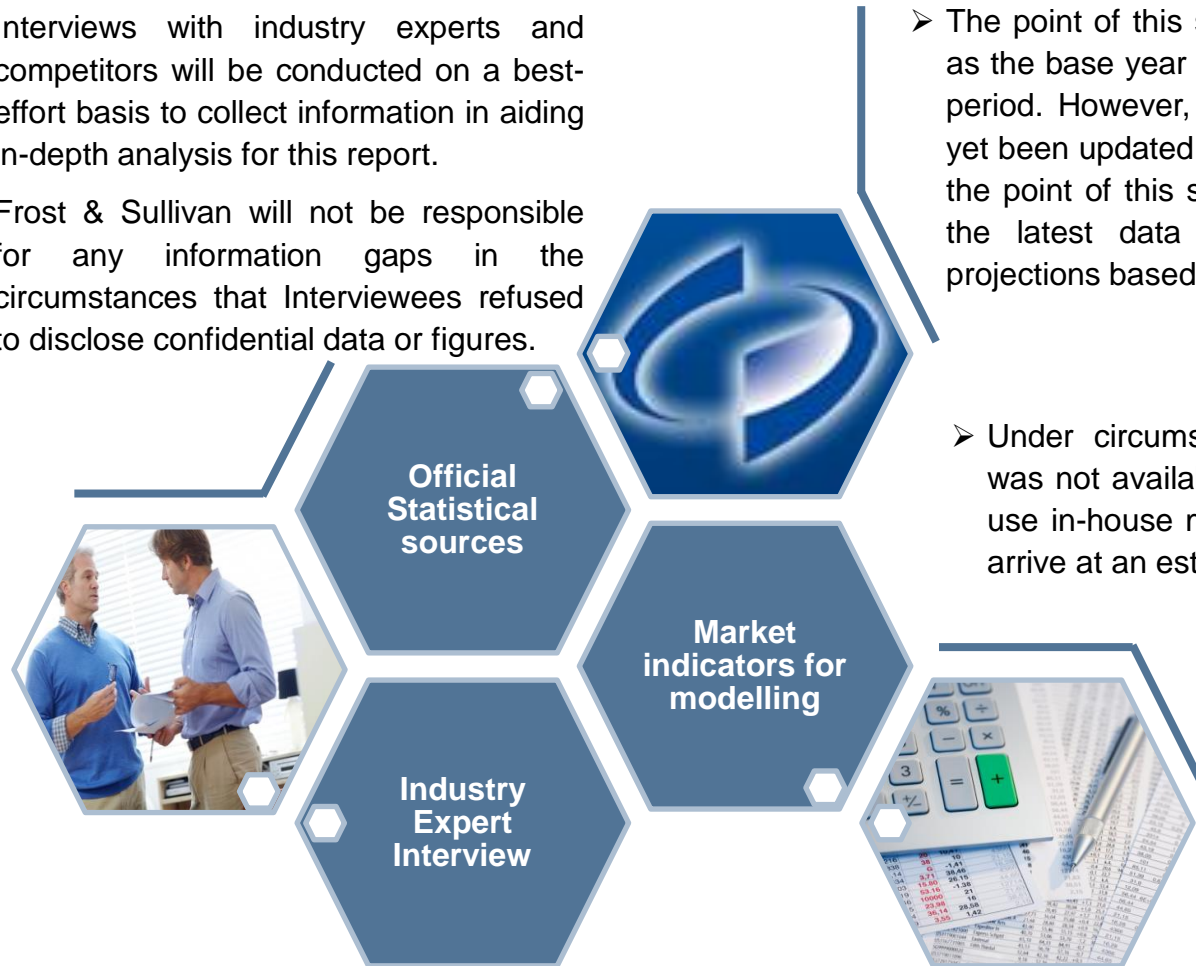 Interviews with industry experts and
competitors will be conducted on a best-
effort basis to collect information in aiding
in-depth analysis for this report.
Frost & Sullivan will not be responsible
for any information gaps in the
circumstances that Interviewees refused
to disclose confidential data or figures.
➢ The point of this
as the base year
period. However,
yet been updated
the point of this
the latest data
projections based
➢ Under
was not
use in-house
arrive at an
Official
Statistical
sources
Market
indicators for
modelling
Industry
Expert
Interview